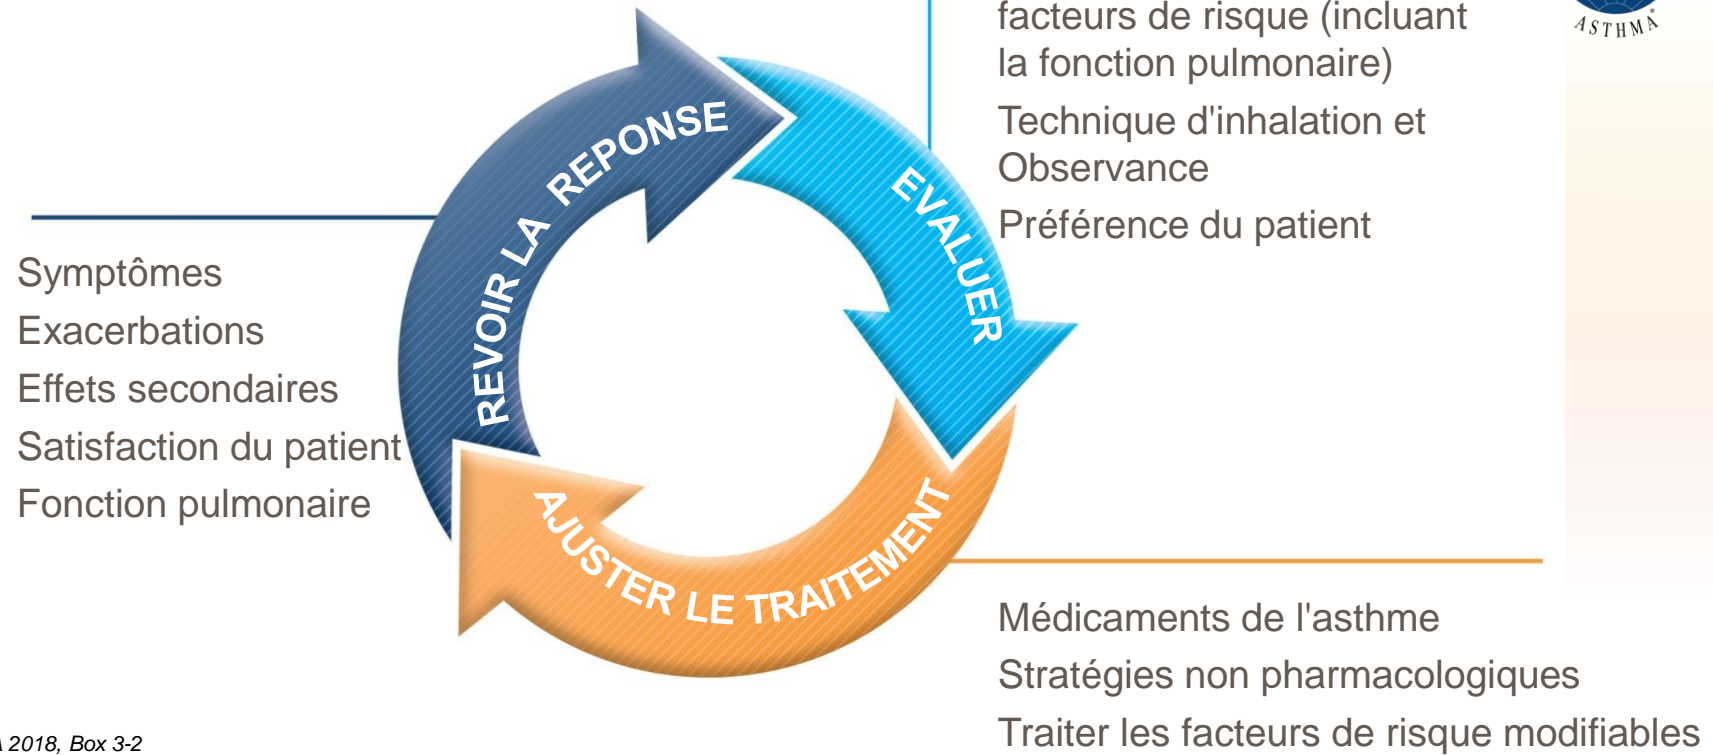 facteurs de risque (incluant
la fonction pulmonaire)
Technique d'inhalation et
Observance
Préférence du patient
ASTHMA
REVOIR LA REPONSE
EVALUER
AJUSTER LE TRAITEMENT
Symptômes
Exacerbations
Effets secondaires
Satisfaction du patient
Fonction pulmonaire
Médicaments de l'asthme
Stratégies non pharmacologiques
Traiter les facteurs de risque modifiables
2018, Box 3-2